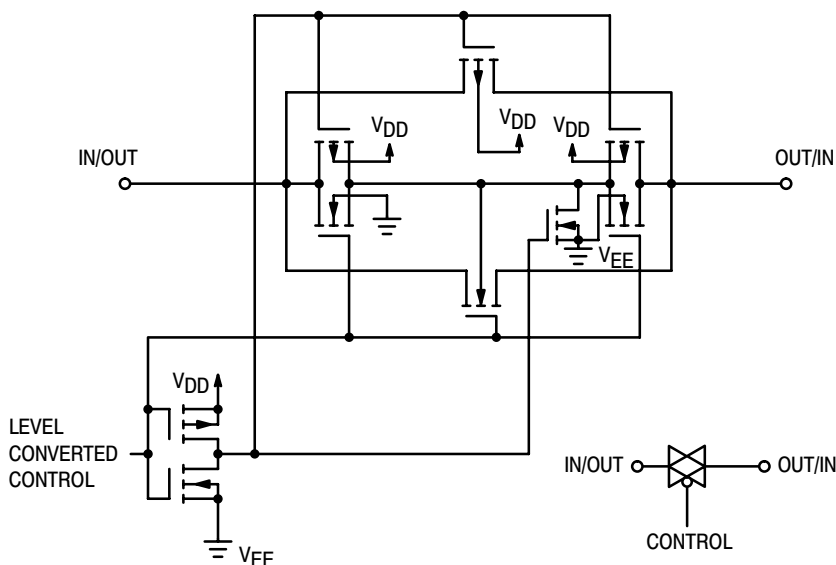 VDD
VDD
VDD
IN/OUT
OUT/IN
VEE
VDD
LEVEL
CONVERTED
CONTROL
IN/OUT
OUT/IN
CONTROL
VEE